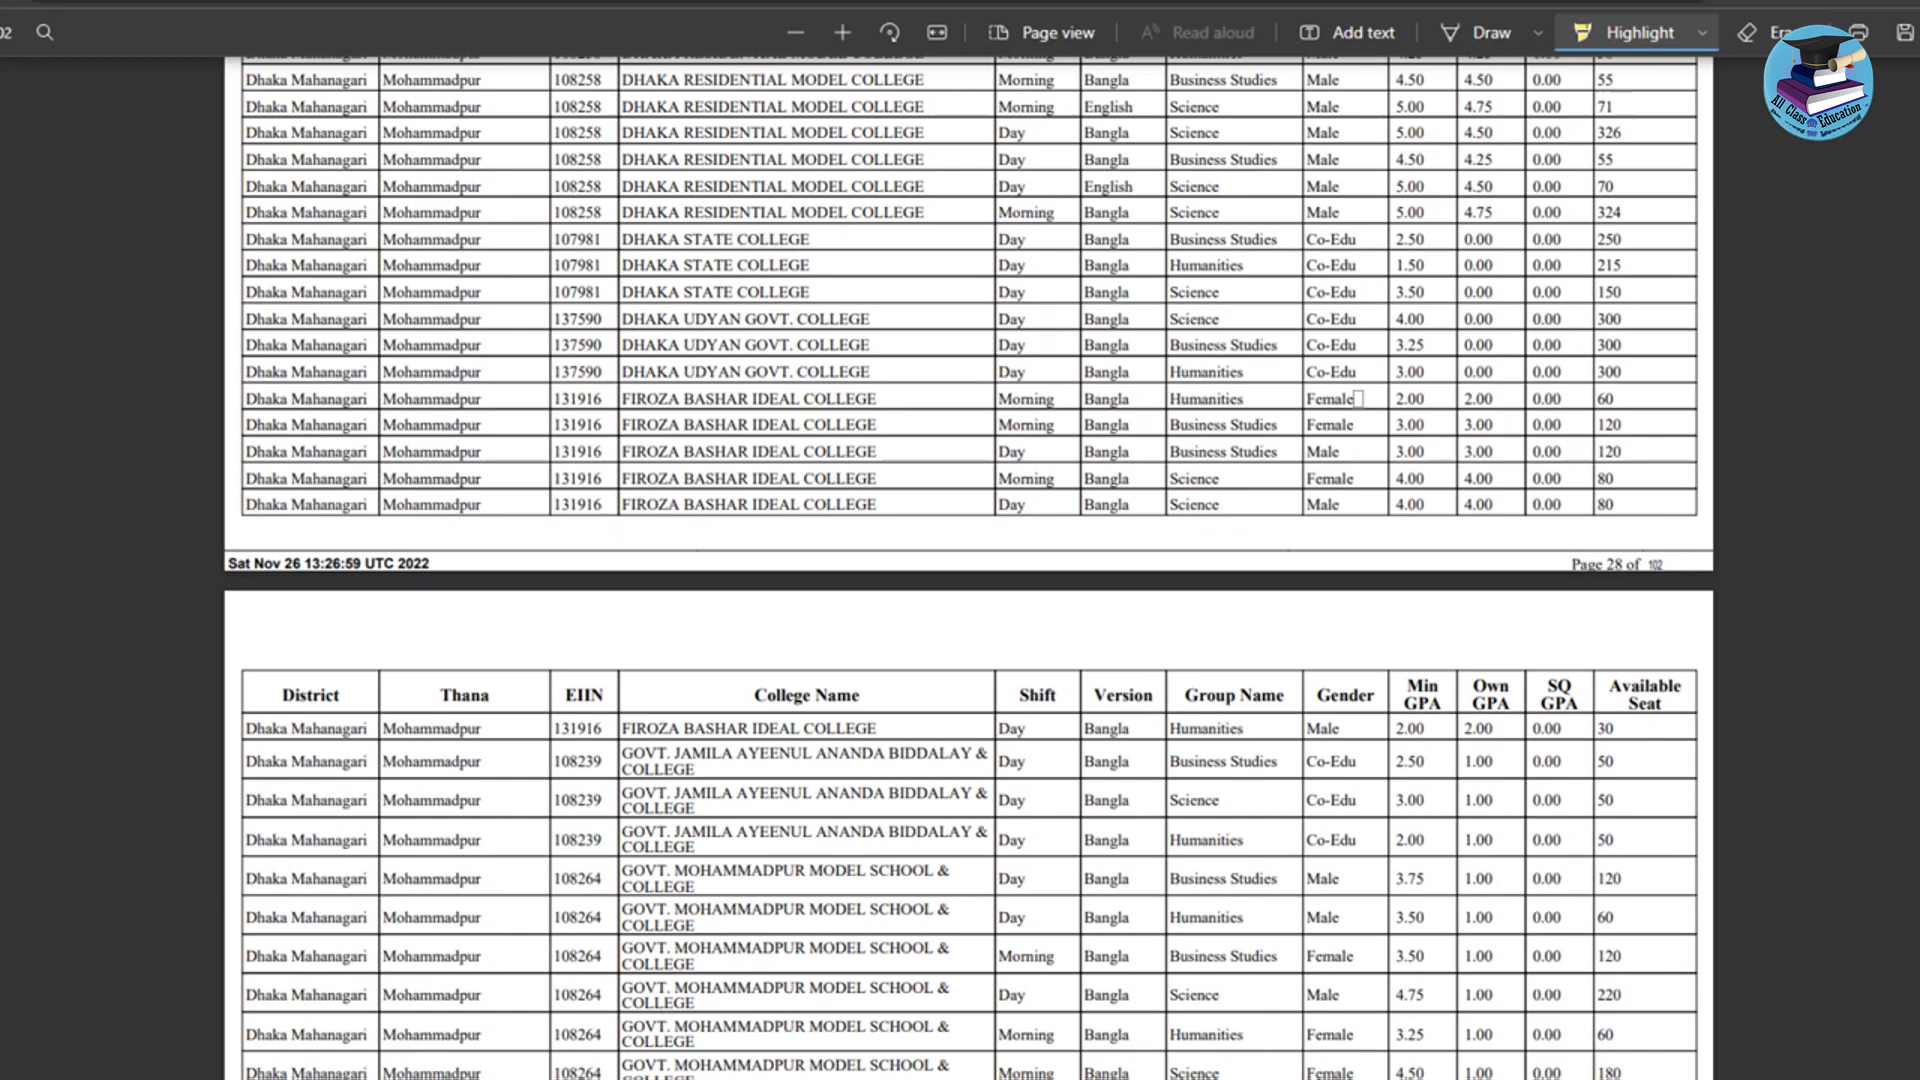 02 Page view Read aloud Add text Draw Highlight
Dhaka Mahanagari Mohammadpur 108258 DHAKA RESIDENTIAL MODEL COLLEGE Morning Bangla Business Studies Male 4.50 4.50 0.00 55
Dhaka Mahanagari Mohammadpur 108258 DHAKA RESIDENTIAL MODEL COLLEGE Morning English Science Male 5.00 4.75 0.00 71
Dhaka Mahanagari Mohammadpur 108258 DHAKA RESIDENTIAL MODEL COLLEGE Day Bangla Science Male 5.00 4.50 0.00 326
Dhaka Mahanagari Mohammadpur 108258 DHAKA RESIDENTIAL MODEL COLLEGE Day Bangla Business Studies Male 4.50 4.25 0.00 55
Dhaka Mahanagari Mohammadpur 108258 DHAKA RESIDENTIAL MODEL COLLEGE Day English Science Male 5.00 4.50 0.00 70
Dhaka Mahanagari Mohammadpur 108258 DHAKA RESIDENTIAL MODEL COLLEGE Morning Bangla Science Male 5.00 4.75 0.00 324
Dhaka Mahanagari Mohammadpur 107981 DHAKA STATE COLLEGE Day Bangla Business Studies Co-Edu 2.50 0.00 0.00 250
Dhaka Mahanagari Mohammadpur 107981 DHAKA STATE COLLEGE Day Bangla Humanities Co-Edu 1.50 0.00 0.00 215
Dhaka Mahanagari Mohammadpur 107981 DHAKA STATE COLLEGE Day Bangla Science Co-Edu 3.50 0.00 0.00 150
Dhaka Mahanagari Mohammadpur 137590 DHAKA UDYAN GOVT. COLLEGE Day Bangla Science Co-Edu 4.00 0.00 0.00 300
Dhaka Mahanagari Mohammadpur 137590 DHAKA UDYAN GOVT. COLLEGE Day Bangla Business Studies Co-Edu 3.25 0.00 0.00 300
Dhaka Mahanagari Mohammadpur 137590 DHAKA UDYAN GOVT. COLLEGE Day Bangla Humanities Co-Edu 3.00 0.00 0.00 300
Dhaka Mahanagari Mohammadpur 131916 FIROZA BASHAR IDEAL COLLEGE Morning Bangla Humanities Female 2.00 2.00 0.00 60
Dhaka Mahanagari Mohammadpur 131916 FIROZA BASHAR IDEAL COLLEGE Morning Bangla Business Studies Female 3.00 3.00 0.00 120
Dhaka Mahanagari Mohammadpur 131916 FIROZA BASHAR IDEAL COLLEGE Day Bangla Business Studies Male 3.00 3.00 0.00 120
Dhaka Mahanagari Mohammadpur 131916 FIROZA BASHAR IDEAL COLLEGE Morning Bangla Science Female 4.00 4.00 0.00 80
Dhaka Mahanagari Mohammadpur 131916 FIROZA BASHAR IDEAL COLLEGE Day Bangla Science Male 4.00 4.00 0.00 80
Sat Nov 26 13:26:59 UTC 2022 Page 28 of 102
District Thana EIIN College Name Shift Version Group Name Gender Min GPA Own GPA SQ GPA Available Seat
Dhaka Mahanagari Mohammadpur 131916 FIROZA BASHAR IDEAL COLLEGE Day Bangla Humanities Male 2.00 2.00 0.00 30
Dhaka Mahanagari Mohammadpur 108239 GOVT. JAMILA AYEENUL ANANDA BIDDALAY & COLLEGE Day Bangla Business Studies Co-Edu 2.50 1.00 0.00 50
Dhaka Mahanagari Mohammadpur 108239 GOVT. JAMILA AYEENUL ANANDA BIDDALAY & COLLEGE Day Bangla Science Co-Edu 3.00 1.00 0.00 50
Dhaka Mahanagari Mohammadpur 108239 GOVT. JAMILA AYEENUL ANANDA BIDDALAY & COLLEGE Day Bangla Humanities Co-Edu 2.00 1.00 0.00 50
Dhaka Mahanagari Mohammadpur 108264 GOVT. MOHAMMADPUR MODEL SCHOOL & COLLEGE Day Bangla Business Studies Male 3.75 1.00 0.00 120
Dhaka Mahanagari Mohammadpur 108264 GOVT. MOHAMMADPUR MODEL SCHOOL & COLLEGE Day Bangla Humanities Male 3.50 1.00 0.00 60
Dhaka Mahanagari Mohammadpur 108264 GOVT. MOHAMMADPUR MODEL SCHOOL & COLLEGE Morning Bangla Business Studies Female 3.50 1.00 0.00 120
Dhaka Mahanagari Mohammadpur 108264 GOVT. MOHAMMADPUR MODEL SCHOOL & COLLEGE Day Bangla Science Male 4.75 1.00 0.00 220
Dhaka Mahanagari Mohammadpur 108264 GOVT. MOHAMMADPUR MODEL SCHOOL & COLLEGE Morning Bangla Humanities Female 3.25 1.00 0.00 60
Dhaka Mahanagari Mohammadpur 108264 GOVT. MOHAMMADPUR MODEL SCHOOL & Morning Bangla Science Female 4.50 1.00 0.00 180
All Class Education